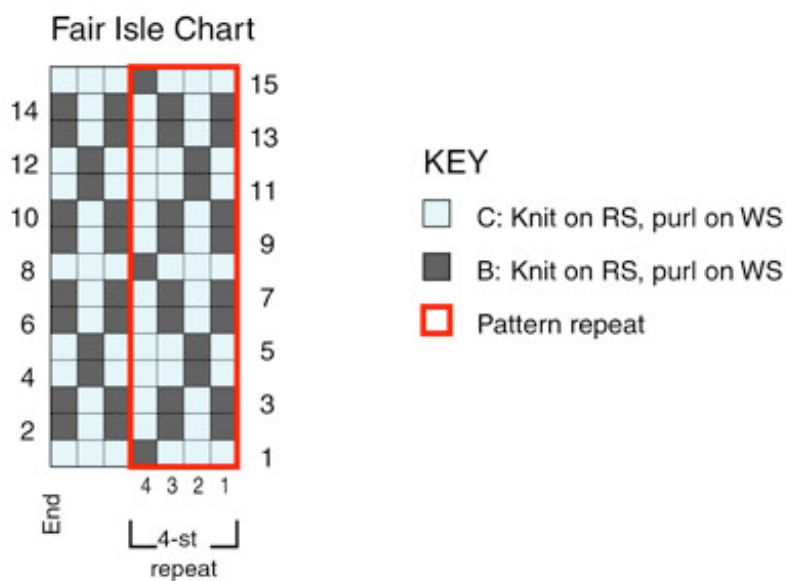 Fair Isle Chart
15
14
13
12
11
10
9
8
7
6
5
4
3
2
1
4 3 2 1
End
4-st
repeat
KEY
C: Knit on RS, purl on WS
B: Knit on RS, purl on WS
Pattern repeat